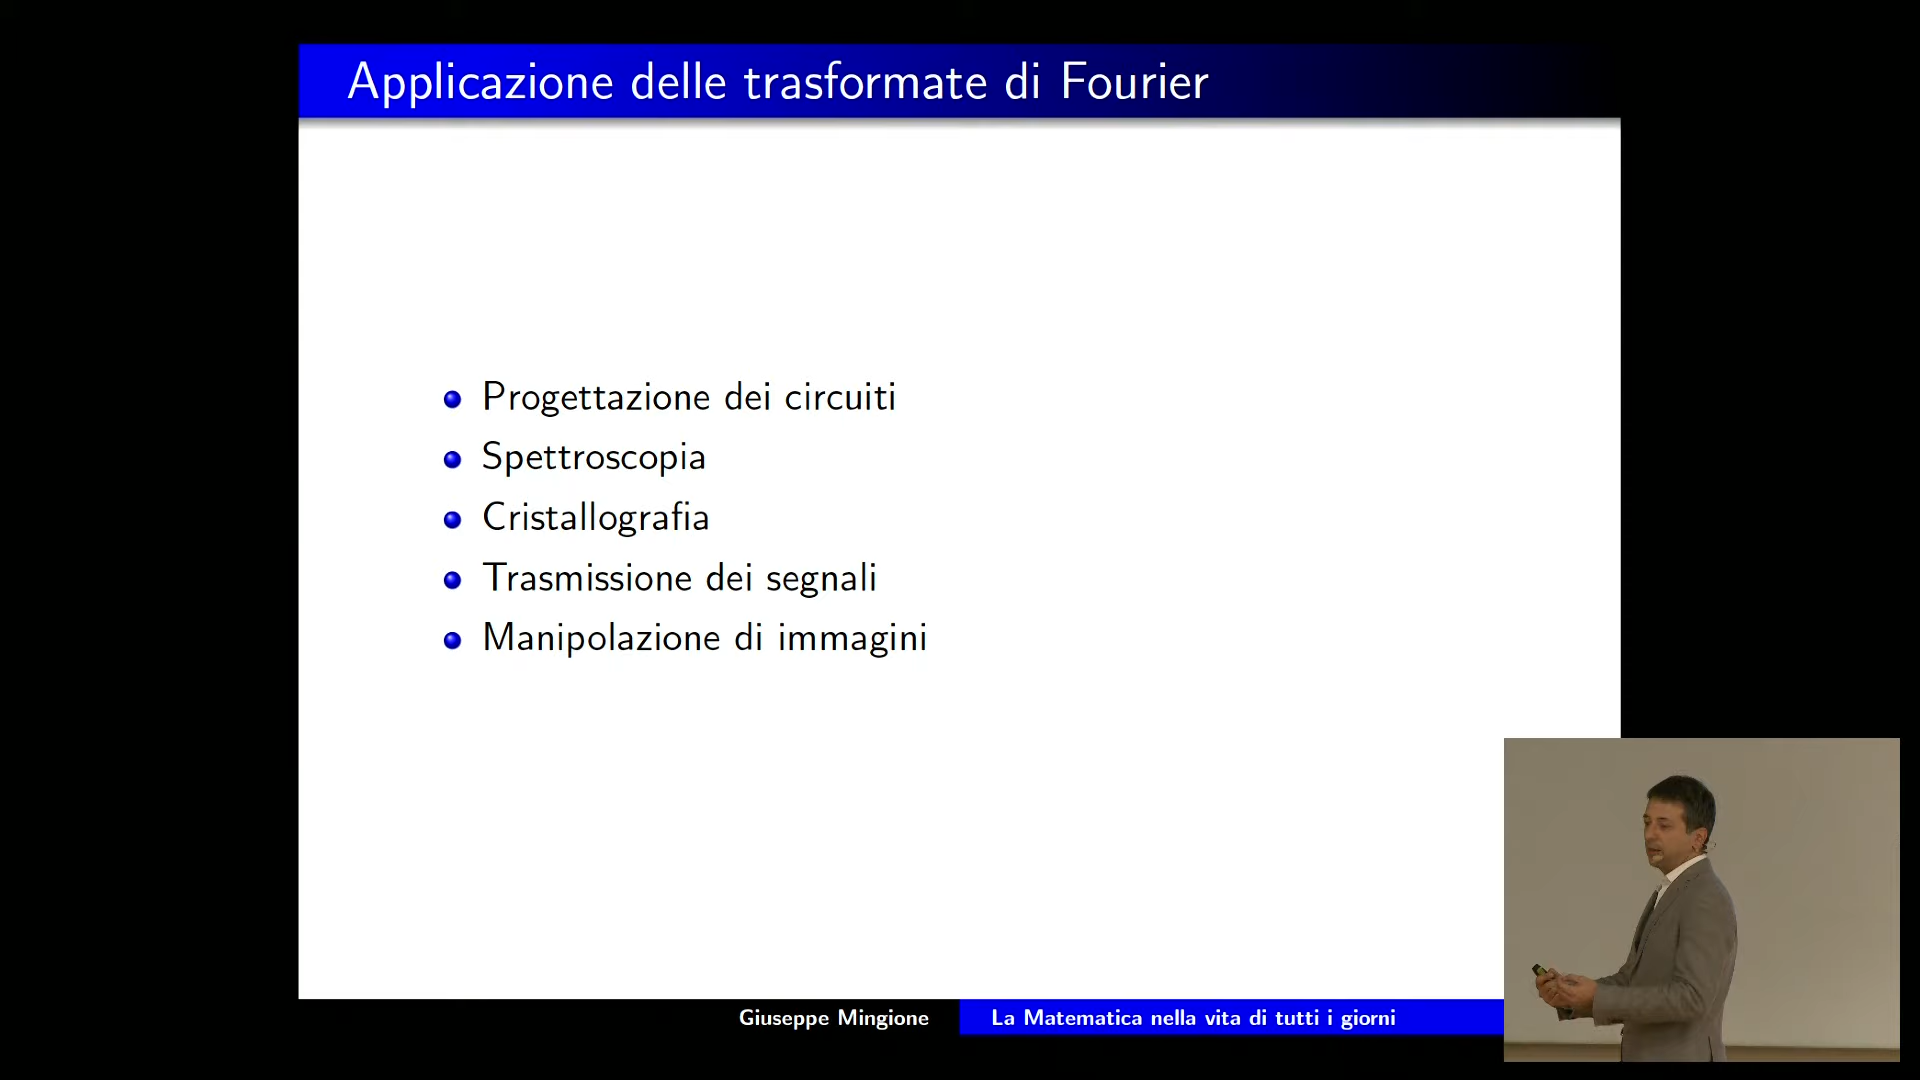 Applicazione delle trasformate di Fourier
Progettazione dei circuiti
Spettroscopia
Cristallografia
Trasmissione dei segnali
Manipolazione di immagini
Giuseppe Mingione
La Matematica nella vita di tutti i giorni